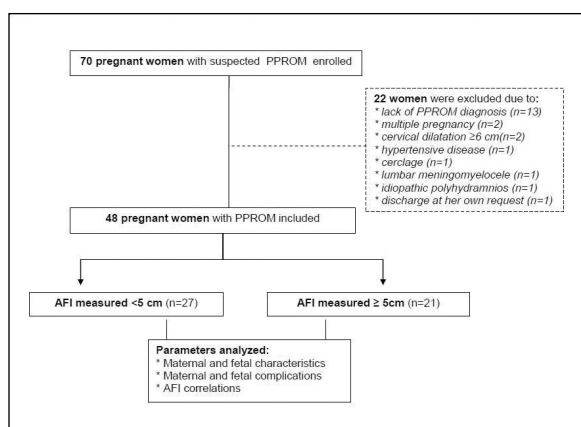 70 pregnant women with suspected PPROM enrolled
22 women were excluded due to:
* lack of PPROM diagnosis (n=13)
* multiple pregnancy (n=2)
* cervical dilatation ≥6 cm(n=2)
* hypertensive disease (n=1)
* cerclage (n=1)
* lumbar meningomyelocele (n=1)
* idiopathic polyhydramnios (n=1)
* discharge at her own request (n=1)
48 pregnant women with PPROM included
AFI measured <5 cm (n=27)
AFI measured ≥ 5cm (n=21)
Parameters analyzed:
* Maternal and fetal characteristics
* Maternal and fetal complications
* AFI correlations